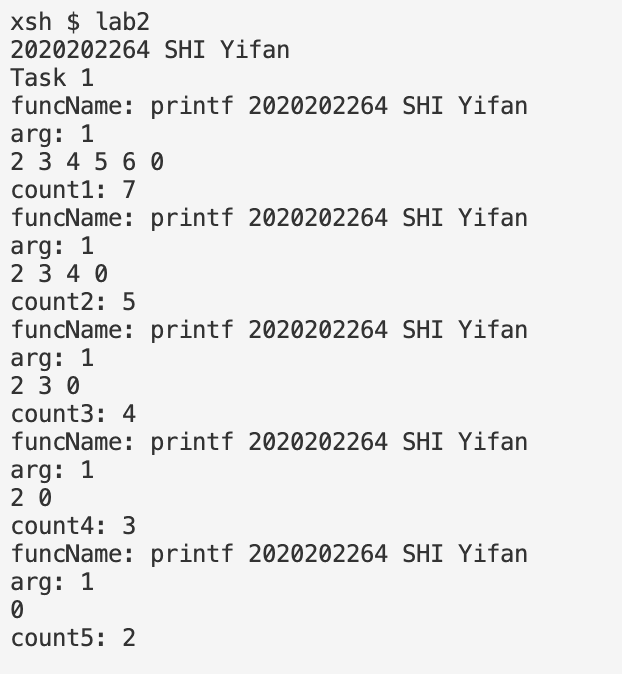 xsh $ lab2
2020202264 SHI Yifan
Task 1
funcName: printf 2020202264 SHI Yifan
arg: 1
2 3 4 5 6 0
count1: 7
funcName: printf 2020202264 SHI Yifan
arg: 1
2 3 4 0
count2: 5
funcName: printf 2020202264 SHI Yifan
arg: 1
2 3 0
count3: 4
funcName: printf 2020202264 SHI Yifan
arg: 1
2 0
count4: 3
funcName: printf 2020202264 SHI Yifan
arg: 1
0
count5: 2